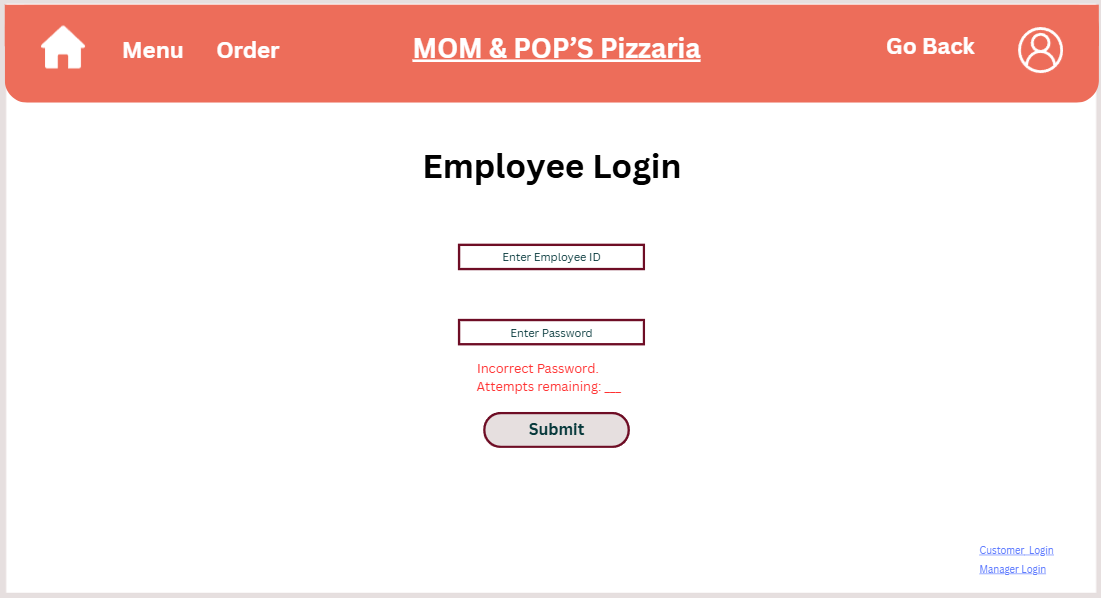 Menu
Order
MOM & POP’S Pizzaria
Go Back
Employee Login
Enter Employee ID
Enter Password
Incorrect Password.
Attempts remaining: ___
Submit
Customer Login
Manager Login